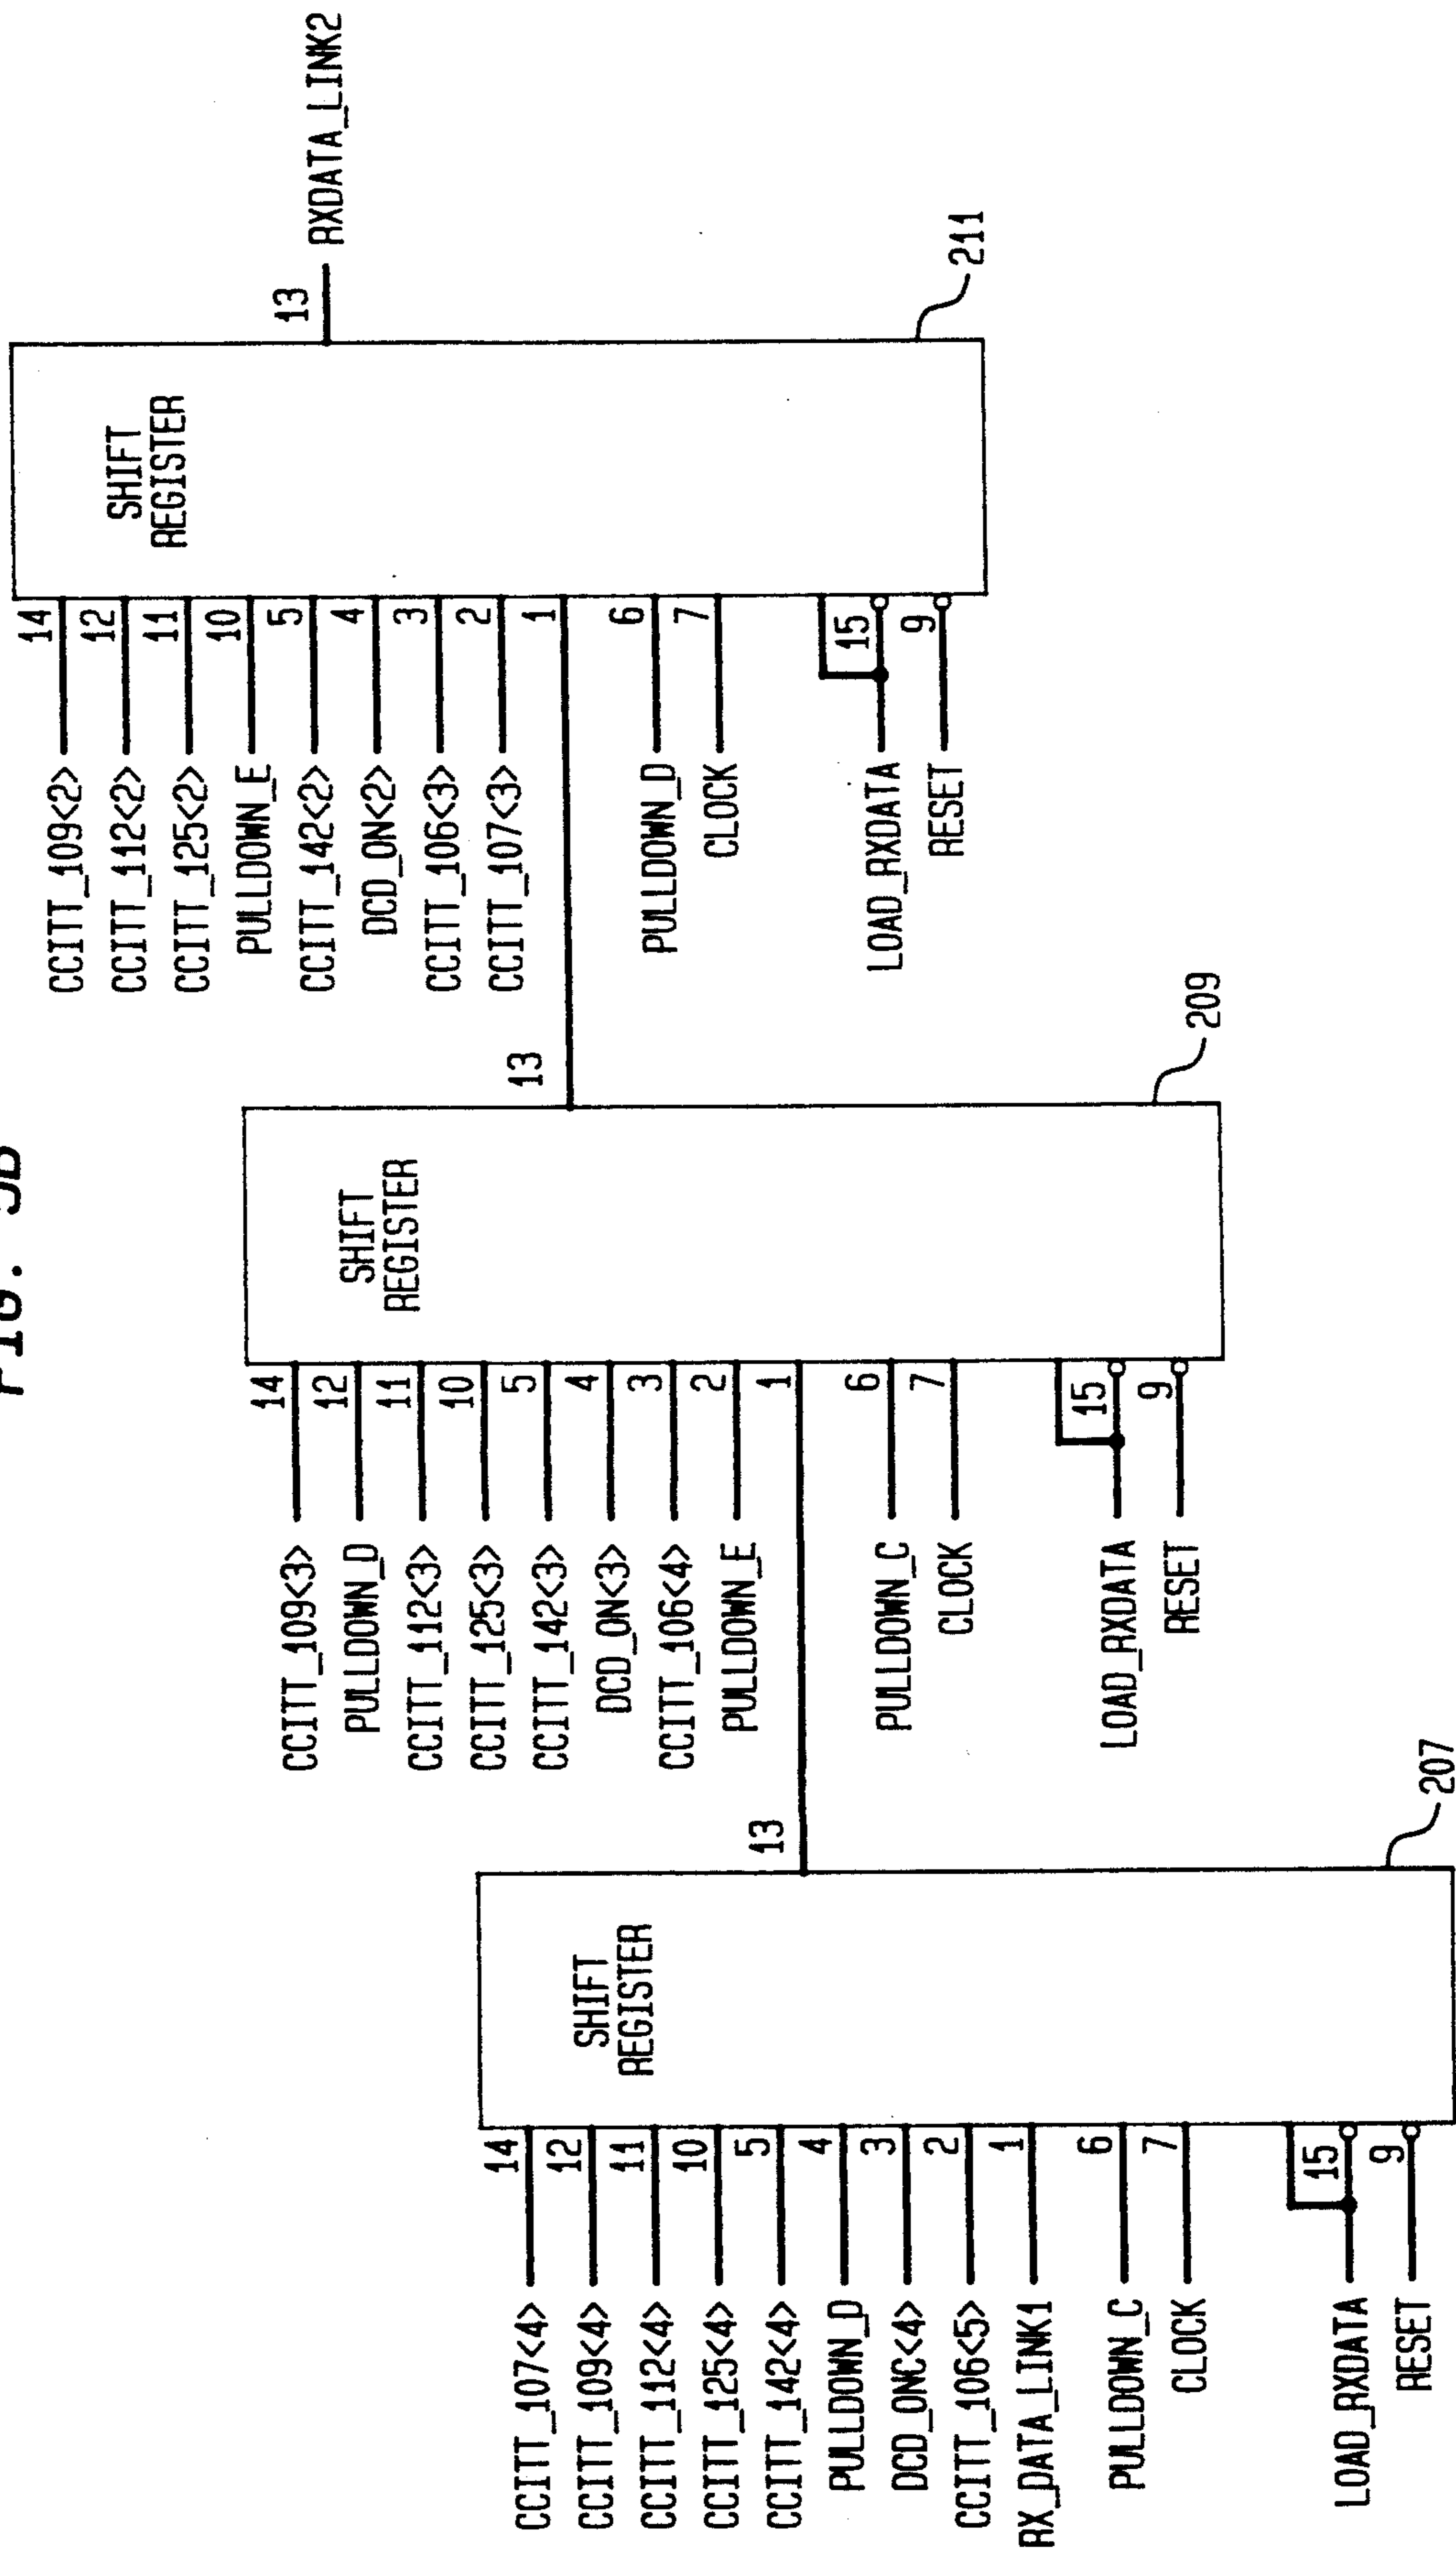 FIG.
CCITT_107<4> 14
CCITT_109<4> 12
CCITT_112<4> 11
CCITT_125<4> 10
CCITT_142<4> 5
PULLDOWN_D 4
DCD_ONC<4> 3
CCITT_106<5> 2
RX_DATA_LINK1 1
PULLDOWN_C 6
CLOCK 7
LOAD_RXDATA 15
RESET 9
SHIFT
REGISTER
13
207
CCITT_109<3> 14
PULLDOWN_D 12
CCITT_112<3> 11
CCITT_125<3> 10
CCITT_142<3> 5
DCD_ON<3> 4
CCITT_106<4> 3
PULLDOWN_E 2
1
PULLDOWN_C 6
CLOCK 7
LOAD_RXDATA 15
RESET 9
SHIFT
REGISTER
13
209
CCITT_109<2> 14
CCITT_112<2> 12
CCITT_125<2> 11
PULLDOWN_E 10
CCITT_142<2> 5
DCD_ON<2> 4
CCITT_106<3> 3
CCITT_107<3> 2
1
PULLDOWN_D 6
CLOCK 7
LOAD_RXDATA 15
RESET 9
SHIFT
REGISTER
13
RXDATA_LINK2
211